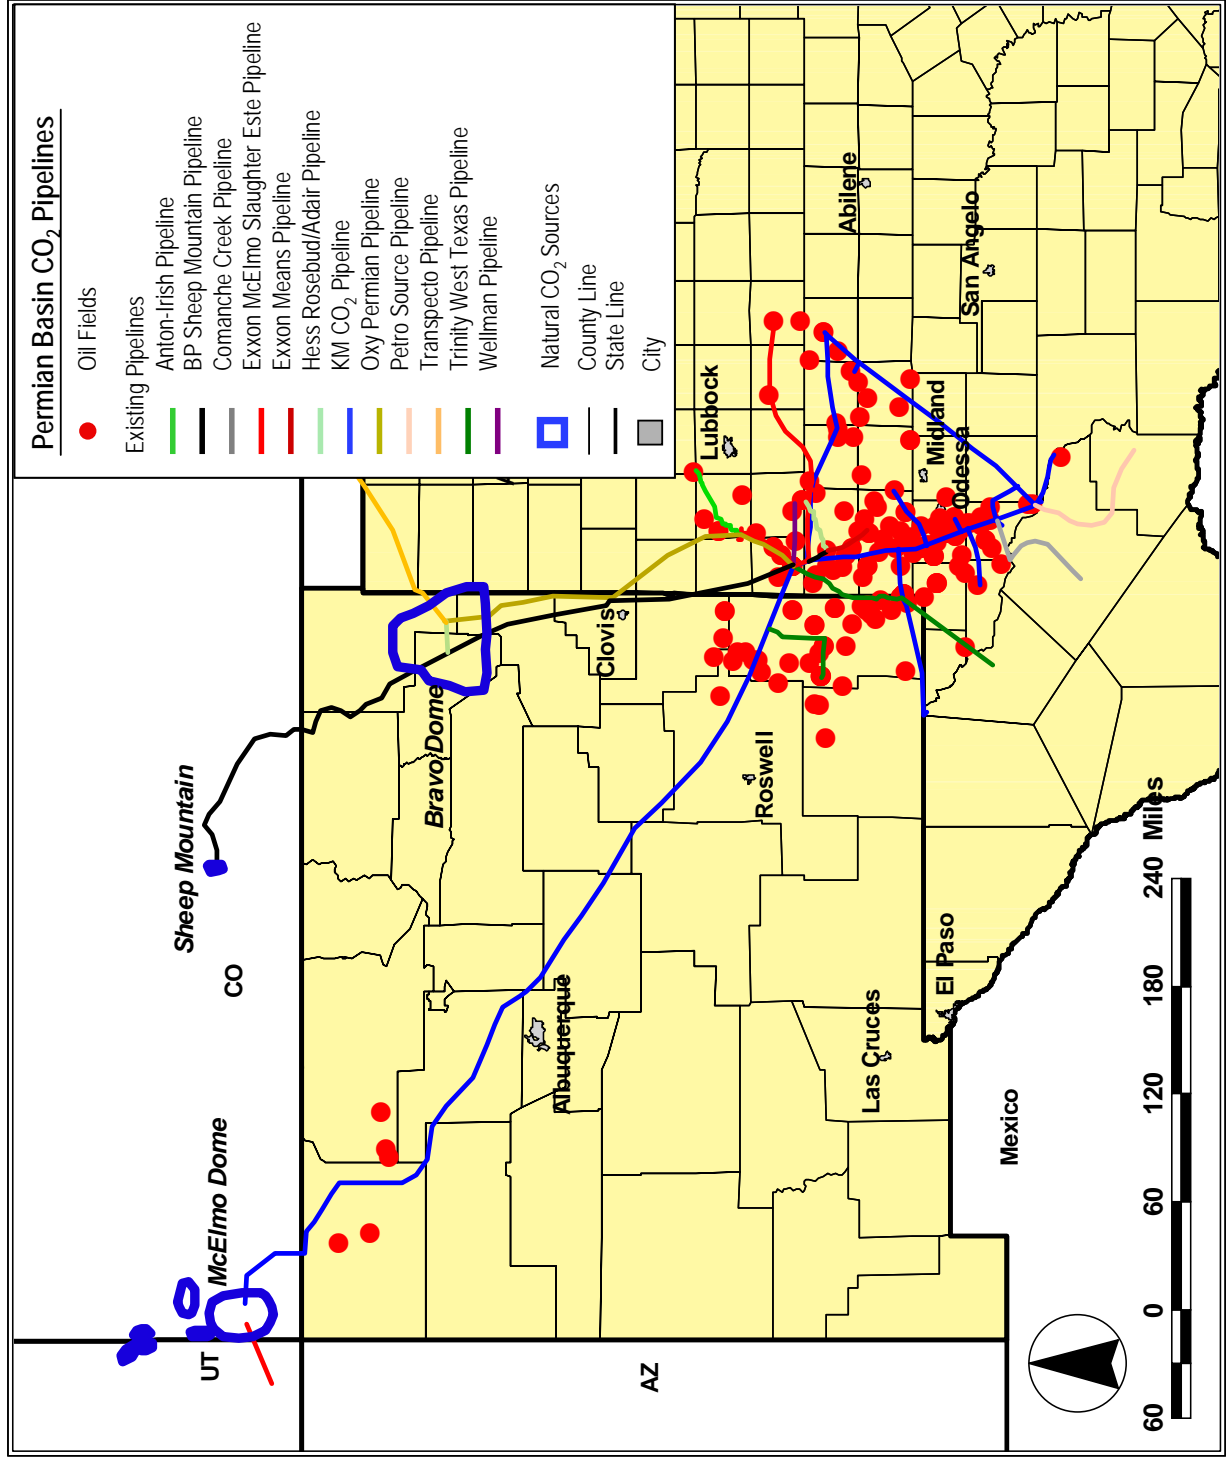 Permian Basin CO2 Pipelines
Oil Fields
Existing Pipelines
Anton-Irish Pipeline
BP Sheep Mountain Pipeline
Comanche Creek Pipeline
Exxon McElmo Slaughter Este Pipeline
Exxon Means Pipeline
Hess Rosebud/Adair Pipeline
KM CO2 Pipeline
Oxy Permian Pipeline
Petro Source Pipeline
Transpecto Pipeline
Trinity West Texas Pipeline
Wellman Pipeline
Natural CO2 Sources
County Line
State Line
City
Sheep Mountain
CO
McElmo Dome
UT
AZ
Bravo Dome
Clovis
Albuquerque
Lubbock
Roswell
Abilene
Las Cruces
Midland
Odessa
San Angelo
El Paso
Mexico
60 0 60 120 180 240 Miles